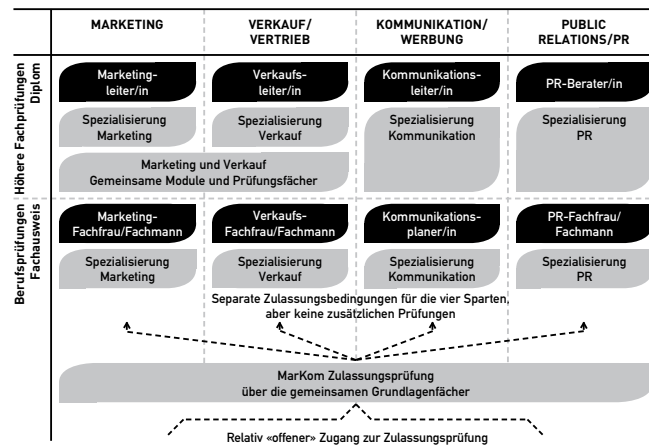 MARKETING
VERKAUF/
VERTRIEB
KOMMUNIKATION/
WERBUNG
PUBLIC
RELATIONS/PR
Höhere Fachprüfungen
Diplom
Marketing-
leiter/in
Verkaufs-
leiter/in
Kommunikations-
leiter/in
PR-Berater/in
Spezialisierung
Marketing
Spezialisierung
Verkauf
Spezialisierung
Kommunikation
Spezialisierung
PR
Marketing und Verkauf
Gemeinsame Module und Prüfungsfächer
Berufsprüfungen
Fachausweis
Marketing-
Fachfrau/Fachmann
Verkaufs-
Fachfrau/Fachmann
Kommunikations-
planer/in
PR-Fachfrau/
Fachmann
Spezialisierung
Marketing
Spezialisierung
Verkauf
Spezialisierung
Kommunikation
Spezialisierung
PR
Separate Zulassungsbedingungen für die vier Sparten,
aber keine zusätzlichen Prüfungen
MarKom Zulassungsprüfung
über die gemeinsamen Grundlagenfächer
Relativ «offener» Zugang zur Zulassungsprüfung